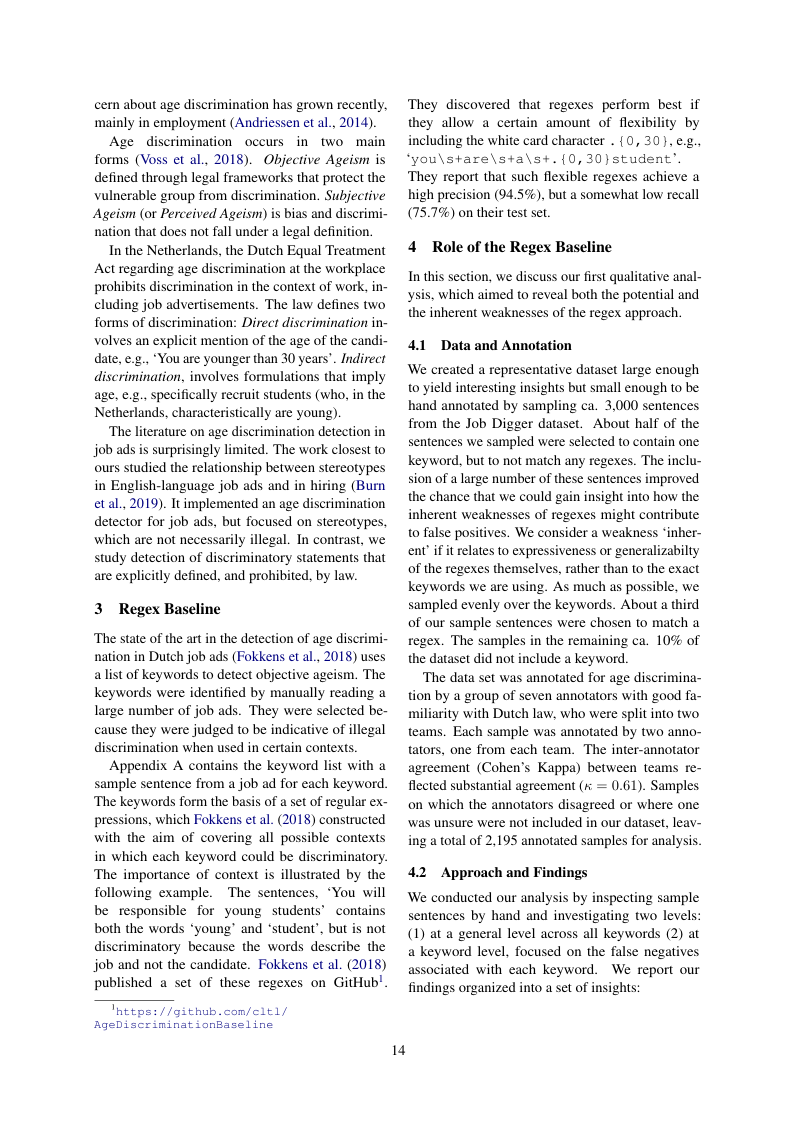 cern about age discrimination has grown recently,
mainly in employment (Andriessen et al., 2014).
Age discrimination occurs in two main
forms (Voss et al., 2018). Objective Ageism is
defined through legal frameworks that protect the
vulnerable group from discrimination. Subjective
Ageism (or Perceived Ageism) is bias and discrimi-
nation that does not fall under a legal definition.
In the Netherlands, the Dutch Equal Treatment
Act regarding age discrimination at the workplace
prohibits discrimination in the context of work, in-
cluding job advertisements. The law defines two
forms of discrimination: Direct discrimination in-
volves an explicit mention of the age of the candi-
date, e.g., ‘You are younger than 30 years’. Indirect
discrimination, involves formulations that imply
age, e.g., specifically recruit students (who, in the
Netherlands, characteristically are young).
The literature on age discrimination detection in
job ads is surprisingly limited. The work closest to
ours studied the relationship between stereotypes
in English-language job ads and in hiring (Burn
et al., 2019). It implemented an age discrimination
detector for job ads, but focused on stereotypes,
which are not necessarily illegal. In contrast, we
study detection of discriminatory statements that
are explicitly defined, and prohibited, by law.
3 Regex Baseline
The state of the art in the detection of age discrimi-
nation in Dutch job ads (Fokkens et al., 2018) uses
a list of keywords to detect objective ageism. The
keywords were identified by manually reading a
large number of job ads. They were selected be-
cause they were judged to be indicative of illegal
discrimination when used in certain contexts.
Appendix A contains the keyword list with a
sample sentence from a job ad for each keyword.
The keywords form the basis of a set of regular ex-
pressions, which Fokkens et al. (2018) constructed
with the aim of covering all possible contexts
in which each keyword could be discriminatory.
The importance of context is illustrated by the
following example. The sentences, ‘You will
be responsible for young students’ contains
both the words ‘young’ and ‘student’, but is not
discriminatory because the words describe the
job and not the candidate. Fokkens et al. (2018)
published a set of these regexes on GitHub1.
1https://github.com/cltl/
AgeDiscriminationBaseline
They discovered that regexes perform best if
they allow a certain amount of flexibility by
including the white card character .{0,30}, e.g.,
‘you\s+are\s+a\s+.{0,30}student’.
They report that such flexible regexes achieve a
high precision (94.5%), but a somewhat low recall
(75.7%) on their test set.
4 Role of the Regex Baseline
In this section, we discuss our first qualitative anal-
ysis, which aimed to reveal both the potential and
the inherent weaknesses of the regex approach.
4.1 Data and Annotation
We created a representative dataset large enough
to yield interesting insights but small enough to be
hand annotated by sampling ca. 3,000 sentences
from the Job Digger dataset. About half of the
sentences we sampled were selected to contain one
keyword, but to not match any regexes. The inclu-
sion of a large number of these sentences improved
the chance that we could gain insight into how the
inherent weaknesses of regexes might contribute
to false positives. We consider a weakness ‘inher-
ent’ if it relates to expressiveness or generalizabilty
of the regexes themselves, rather than to the exact
keywords we are using. As much as possible, we
sampled evenly over the keywords. About a third
of our sample sentences were chosen to match a
regex. The samples in the remaining ca. 10% of
the dataset did not include a keyword.
The data set was annotated for age discrimina-
tion by a group of seven annotators with good fa-
miliarity with Dutch law, who were split into two
teams. Each sample was annotated by two anno-
tators, one from each team. The inter-annotator
agreement (Cohen’s Kappa) between teams re-
flected substantial agreement (κ = 0.61). Samples
on which the annotators disagreed or where one
was unsure were not included in our dataset, leav-
ing a total of 2,195 annotated samples for analysis.
4.2 Approach and Findings
We conducted our analysis by inspecting sample
sentences by hand and investigating two levels:
(1) at a general level across all keywords (2) at
a keyword level, focused on the false negatives
associated with each keyword. We report our
findings organized into a set of insights:
14